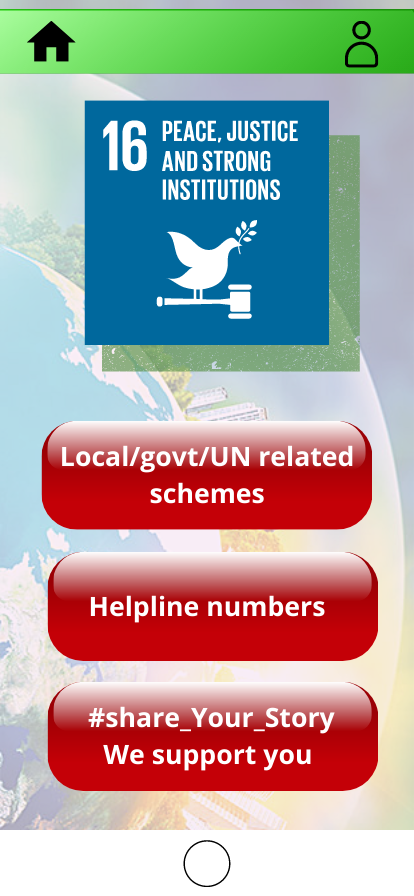 16
PEACE, JUSTICE
AND STRONG
INSTITUTIONS
Local/govt/UN related
schemes
Helpline numbers
#share_Your_Story
We support you